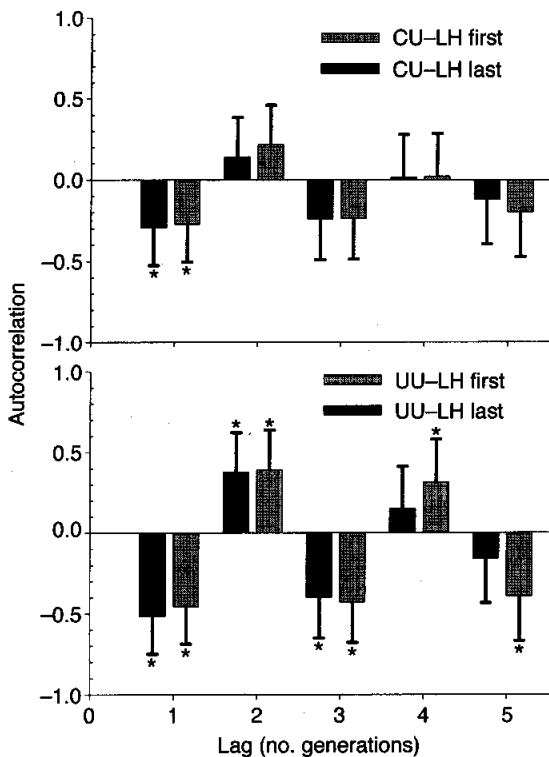 CU–LH first
CU–LH last
1.0
0.5
0.0
−0.5
−1.0
* *
Autocorrelation
UU–LH first
UU–LH last
1.0
0.5
0.0
−0.5
−1.0
* * *
* * * * *
0 1 2 3 4 5
Lag (no. generations)